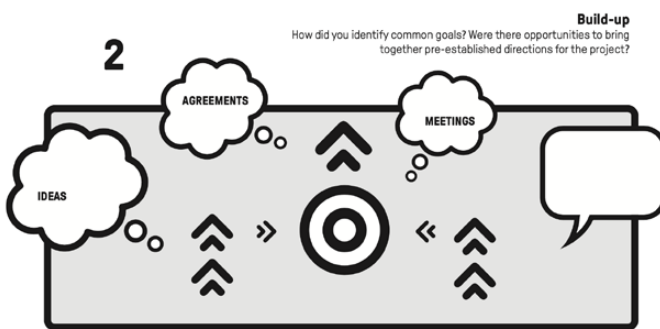 Build-up
How did you identify common goals? Were there opportunities to bring
together pre-established directions for the project?
2
AGREEMENTS
MEETINGS
IDEAS